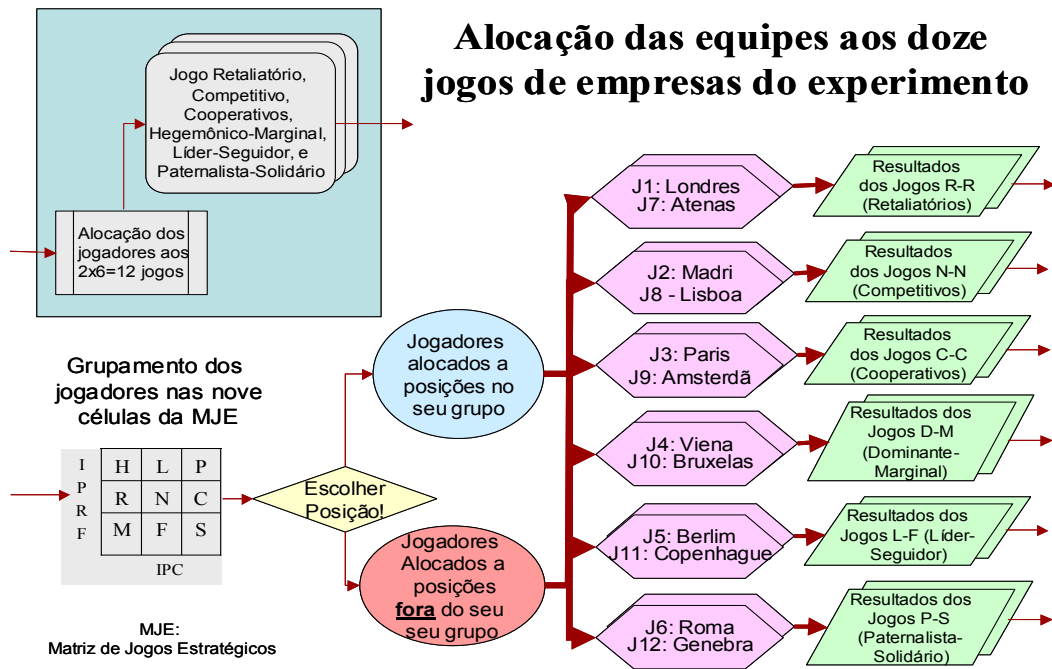 Alocação das equipes aos doze
jogos de empresas do experimento
Jogo Retaliatório,
Competitivo,
Cooperativos,
Hegemônico-Marginal,
Líder-Seguidor, e
Paternalista-Solidário
Alocação dos
jogadores aos
2x6=12 jogos
Grupamento dos
jogadores nas nove
células da MJE
I
P
R
F
H L P
R N C
M F S
IPC
MJE:
Matriz de Jogos Estratégicos
Escolher
Posição!
Jogadores
alocados a
posições no
seu grupo
Jogadores
Alocados a
posições
fora do seu
seu grupo
J1: Londres
J7: Atenas
J2: Madri
J8 - Lisboa
J3: Paris
J9: Amsterdã
J4: Viena
J10: Bruxelas
J5: Berlim
J11: Copenhague
J6: Roma
J12: Genebra
Resultados
dos Jogos R-R
(Retaliatórios)
Resultados
dos Jogos N-N
(Competitivos)
Resultados
dos Jogos C-C
(Cooperativos)
Resultados dos
Jogos D-M
(Dominante-
Marginal)
Resultados dos
Jogos L-F (Líder-
Seguidor)
Resultados dos
Jogos P-S
(Paternalista-
Solidário)